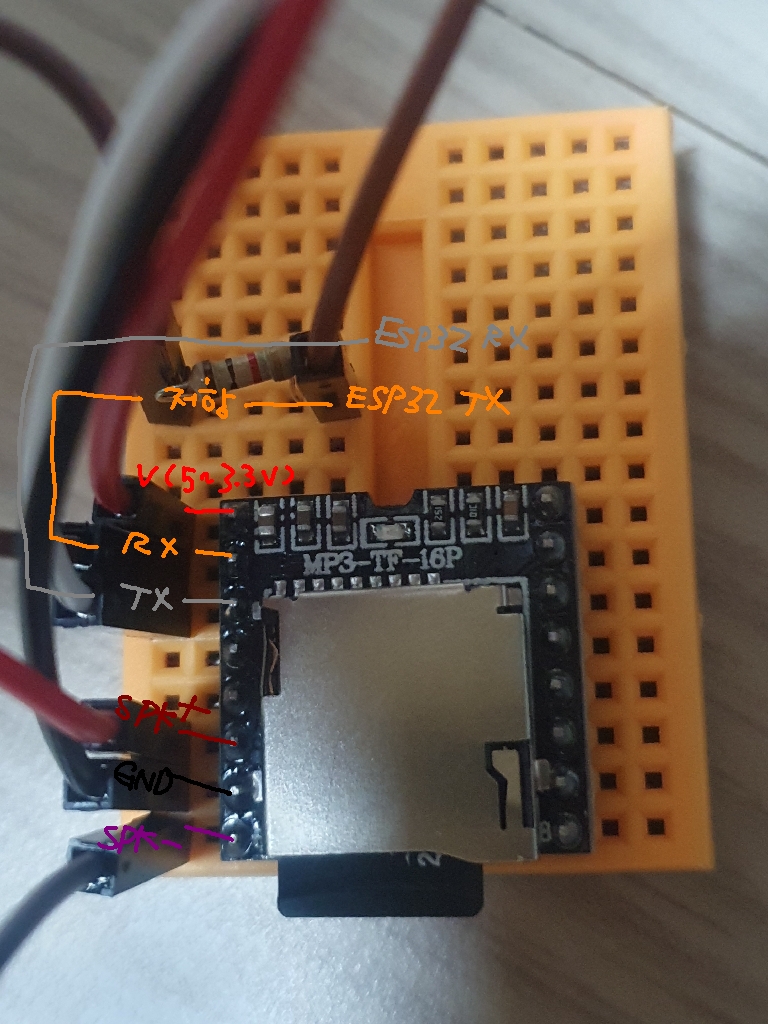 ESP32 RX
저항
ESP32 TX
V(5~3.3V)
RX
MP3-TF-16P
TX
SPK+
GND
SPK-